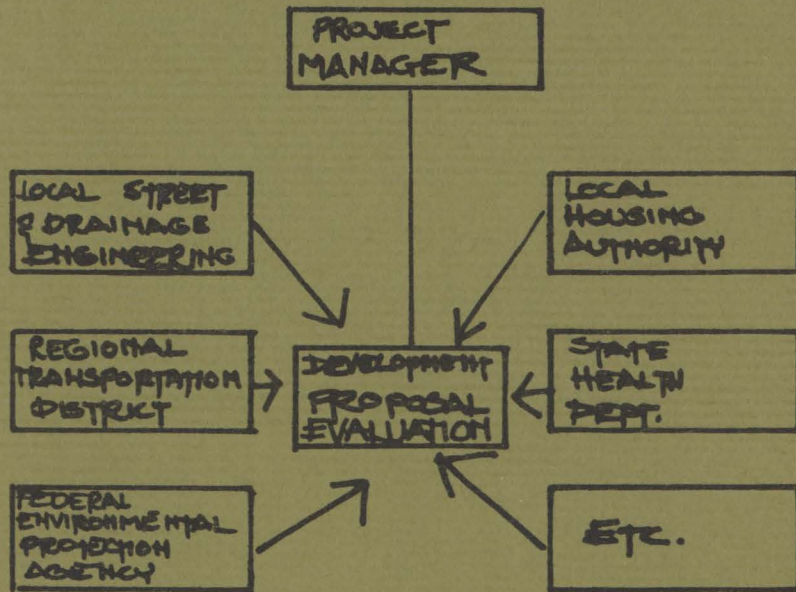 PROJECT
MANAGER
LOCAL STREET
& DRAINAGE
ENGINEERING
LOCAL
HOUSING
AUTHORITY
REGIONAL
TRANSPORTATION
DISTRICT
DEVELOPMENT
PROPOSAL
EVALUATION
STATE
HEALTH
DEPT.
FEDERAL
ENVIRONMENTAL
PROTECTION
AGENCY
ETC.